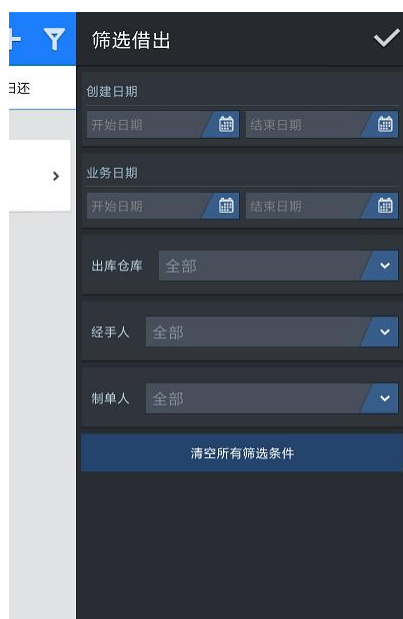 筛选借出
归还
创建日期
开始日期 结束日期
业务日期
开始日期 结束日期
出库仓库 全部
经手人 全部
制单人 全部
清空所有筛选条件